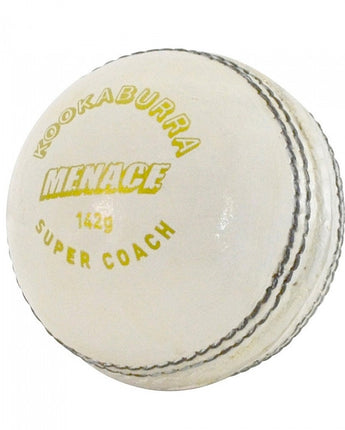 KOOKABURRA
MENACE
142g
SUPER COACH